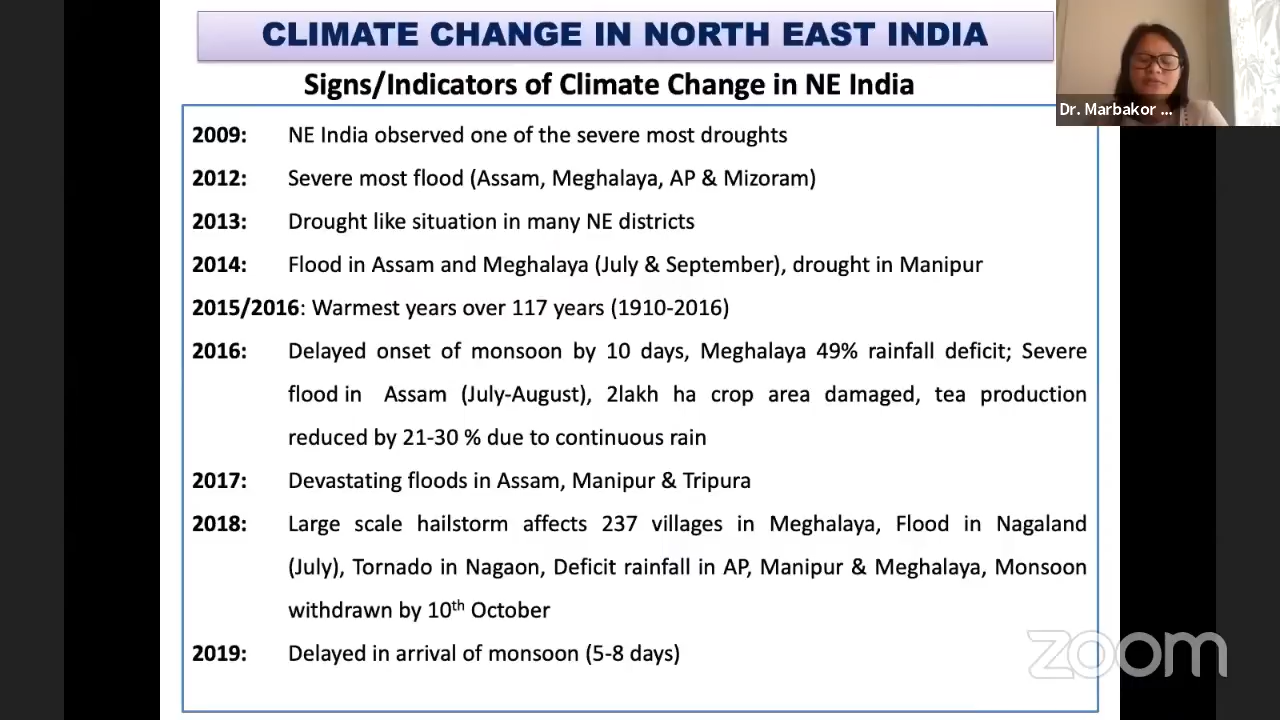 CLIMATE CHANGE IN NORTH EAST INDIA
Signs/Indicators of Climate Change in NE India
Dr. Marbakor ...
2009: NE India observed one of the severe most droughts
2012: Severe most flood (Assam, Meghalaya, AP & Mizoram)
2013: Drought like situation in many NE districts
2014: Flood in Assam and Meghalaya (July & September), drought in Manipur
2015/2016: Warmest years over 117 years (1910-2016)
2016: Delayed onset of monsoon by 10 days, Meghalaya 49% rainfall deficit; Severe
flood in Assam (July-August), 2lakh ha crop area damaged, tea production
reduced by 21-30 % due to continuous rain
2017: Devastating floods in Assam, Manipur & Tripura
2018: Large scale hailstorm affects 237 villages in Meghalaya, Flood in Nagaland
(July), Tornado in Nagaon, Deficit rainfall in AP, Manipur & Meghalaya, Monsoon
withdrawn by 10th October
2019: Delayed in arrival of monsoon (5-8 days)
zoom